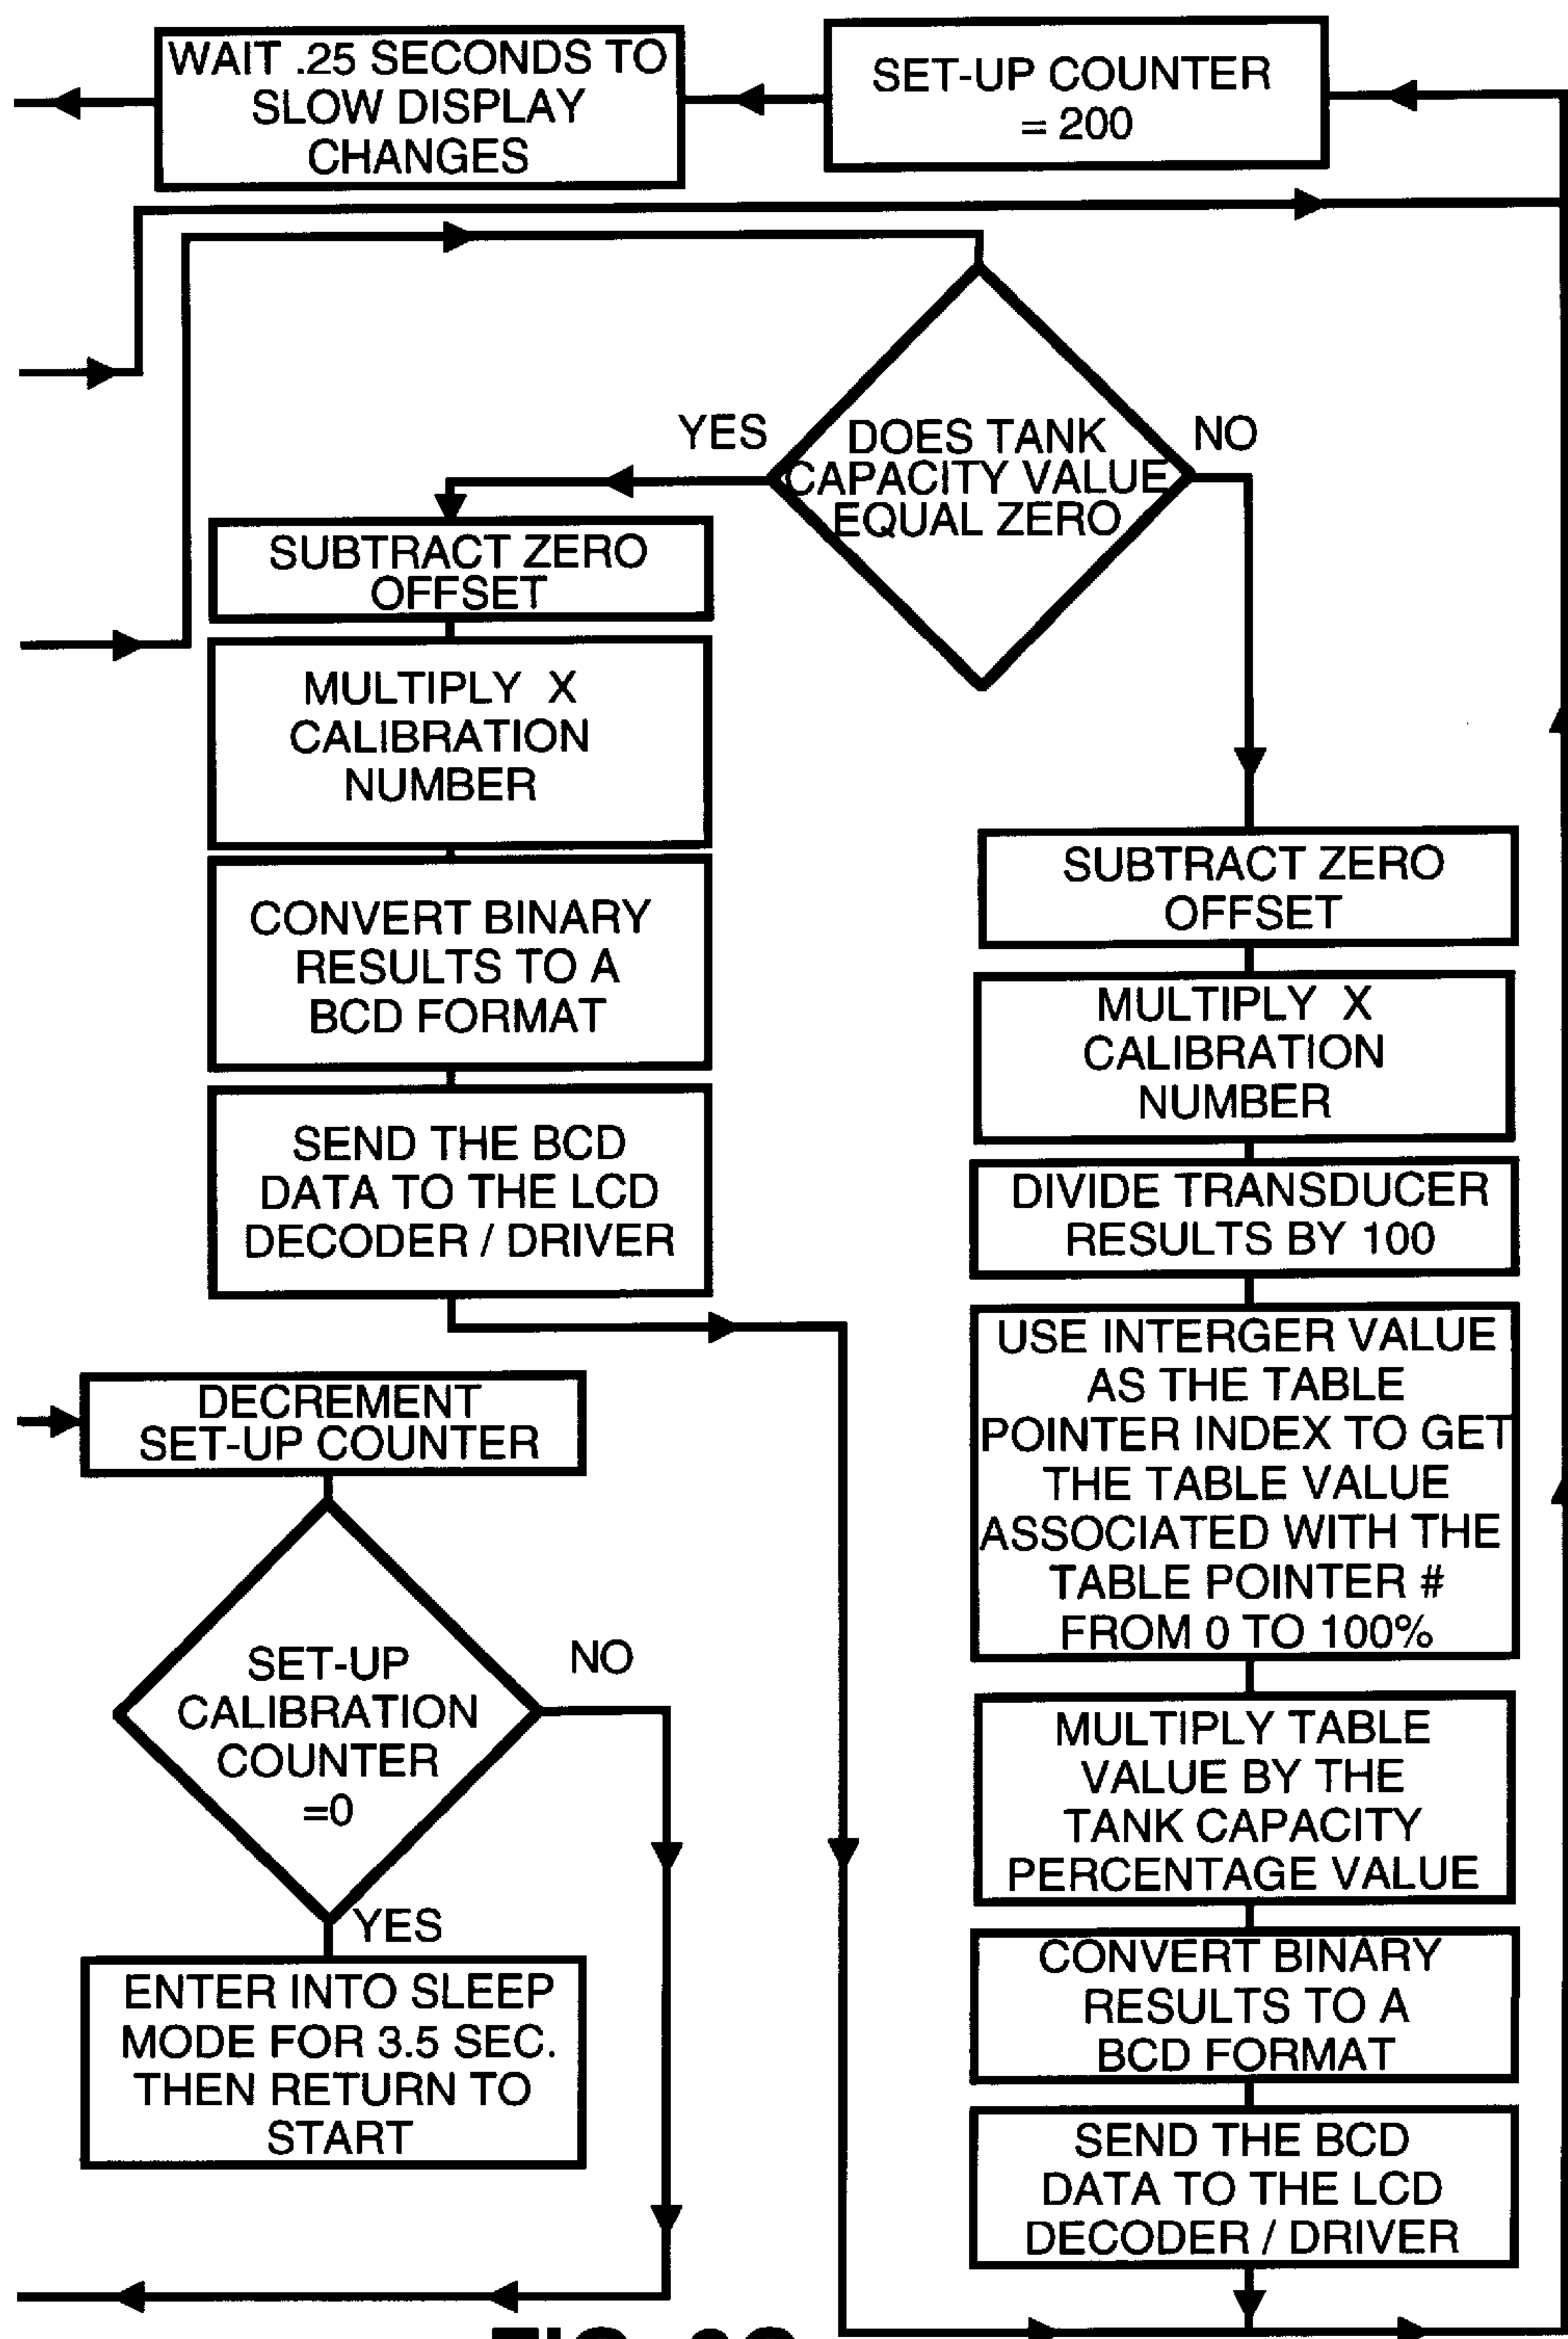 WAIT .25 SECONDS TO
SLOW DISPLAY
CHANGES
SET-UP COUNTER
= 200
YES
DOES TANK
CAPACITY VALUE
EQUAL ZERO
NO
SUBTRACT ZERO
OFFSET
MULTIPLY X
CALIBRATION
NUMBER
CONVERT BINARY
RESULTS TO A
BCD FORMAT
SEND THE BCD
DATA TO THE LCD
DECODER / DRIVER
SUBTRACT ZERO
OFFSET
MULTIPLY X
CALIBRATION
NUMBER
DIVIDE TRANSDUCER
RESULTS BY 100
USE INTERGER VALUE
AS THE TABLE
POINTER INDEX TO GET
THE TABLE VALUE
ASSOCIATED WITH THE
TABLE POINTER #
FROM 0 TO 100%
MULTIPLY TABLE
VALUE BY THE
TANK CAPACITY
PERCENTAGE VALUE
CONVERT BINARY
RESULTS TO A
BCD FORMAT
SEND THE BCD
DATA TO THE LCD
DECODER / DRIVER
DECREMENT
SET-UP COUNTER
SET-UP
CALIBRATION
COUNTER
=0
NO
YES
ENTER INTO SLEEP
MODE FOR 3.5 SEC.
THEN RETURN TO
START